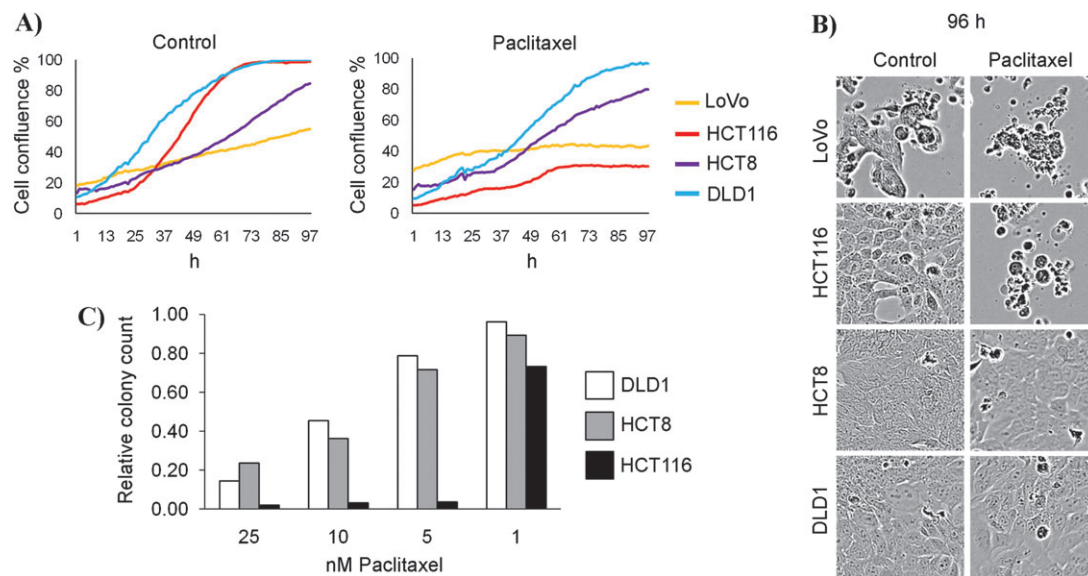 A)
Control
Cell confluence %
100
80
60
40
20
0
1 13 25 37 49 61 73 85 97
h
Paclitaxel
Cell confluence %
100
80
60
40
20
0
1 13 25 37 49 61 73 85 97
h
LoVo
HCT116
HCT8
DLD1
B)
96 h
Control Paclitaxel
LoVo
HCT116
HCT8
DLD1
C)
Relative colony count
1.00
0.80
0.60
0.40
0.20
0.00
25 10 5 1
nM Paclitaxel
DLD1
HCT8
HCT116